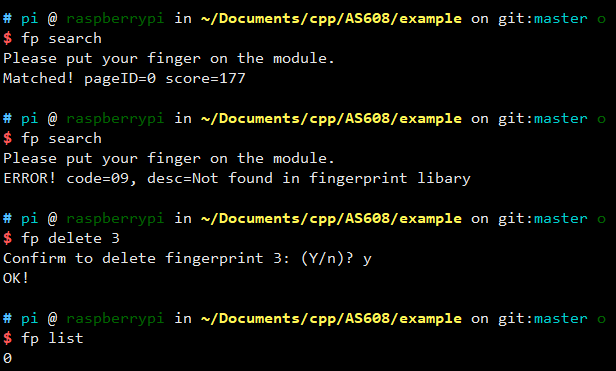 # pi @ raspberrypi in ~/Documents/cpp/AS608/example on git:master o
$ fp search
Please put your finger on the module.
Matched! pageID=0 score=177
# pi @ raspberrypi in ~/Documents/cpp/AS608/example on git:master o
$ fp search
Please put your finger on the module.
ERROR! code=09, desc=Not found in fingerprint libary
# pi @ raspberrypi in ~/Documents/cpp/AS608/example on git:master o
$ fp delete 3
Confirm to delete fingerprint 3: (Y/n)? y
OK!
# pi @ raspberrypi in ~/Documents/cpp/AS608/example on git:master o
$ fp list
0